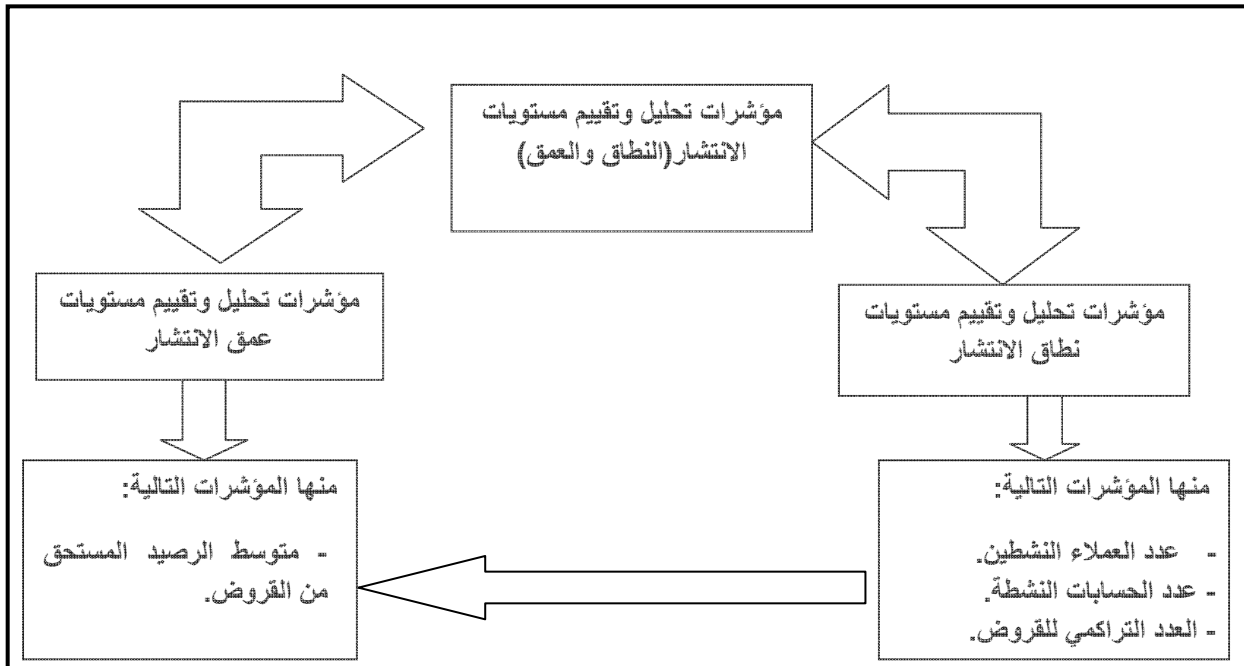 مؤشرات تحليل وتقييم مستويات
الانتشار(النطاق والعمق)
مؤشرات تحليل وتقييم مستويات
نطاق الانتشار
مؤشرات تحليل وتقييم مستويات
عمق الانتشار
منها المؤشرات التالية:
- عدد العملاء النشطين.
- عدد الحسابات النشطة.
- العدد التراكمي للقروض.
منها المؤشرات التالية:
- متوسط الرصيد المستحق
من القروض.